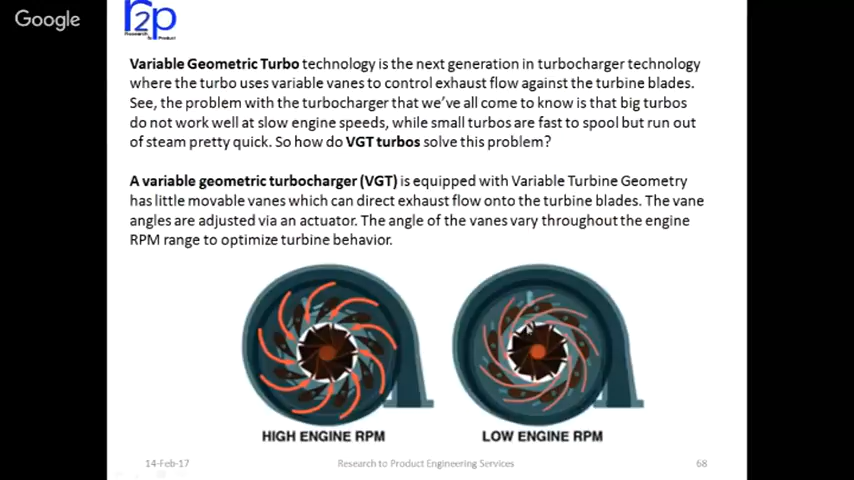 Google
r2p
Research to Product
Variable Geometric Turbo technology is the next generation in turbocharger technology
where the turbo uses variable vanes to control exhaust flow against the turbine blades.
See, the problem with the turbocharger that we've all come to know is that big turbos
do not work well at slow engine speeds, while small turbos are fast to spool but run out
of steam pretty quick. So how do VGT turbos solve this problem?
A variable geometric turbocharger (VGT) is equipped with Variable Turbine Geometry
has little movable vanes which can direct exhaust flow onto the turbine blades. The vane
angles are adjusted via an actuator. The angle of the vanes vary throughout the engine
RPM range to optimize turbine behavior.
HIGH ENGINE RPM
LOW ENGINE RPM
14-Feb-17
Research to Product Engineering Services
68